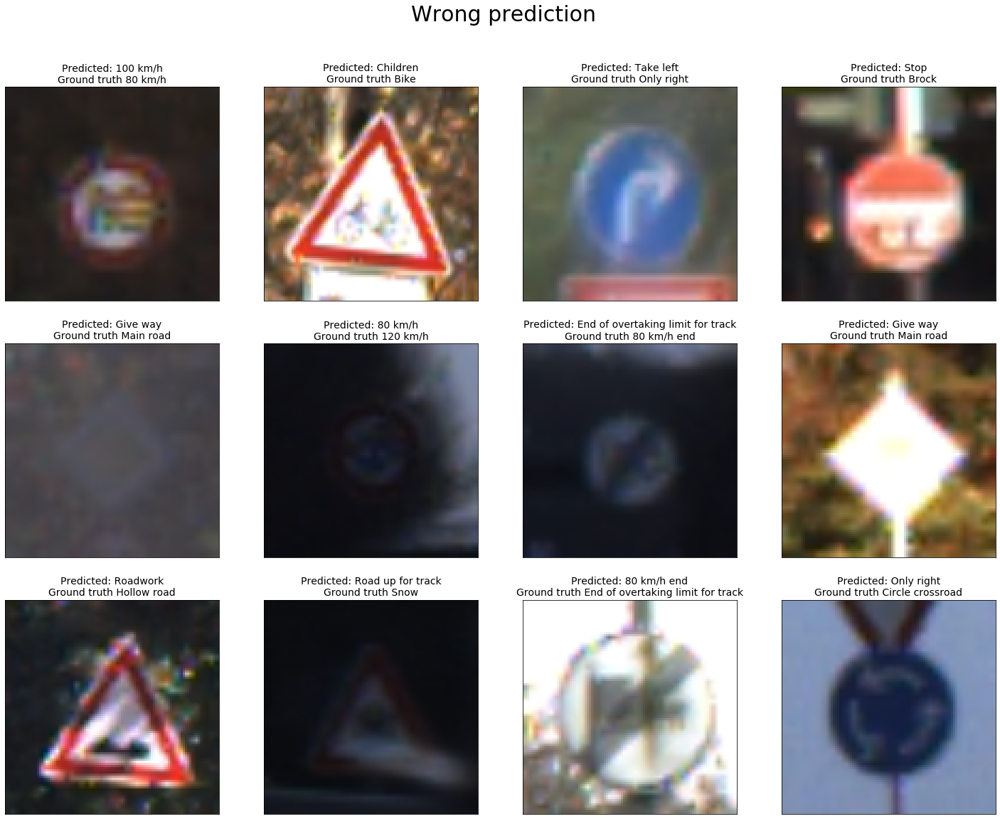 Wrong prediction
Predicted: 100 km/h
Ground truth 80 km/h
Predicted: Children
Ground truth Bike
Predicted: Take left
Ground truth Only right
Predicted: Stop
Ground truth Brock
Predicted: Give way
Ground truth Main road
Predicted: 80 km/h
Ground truth 120 km/h
Predicted: End of overtaking limit for track
Ground truth 80 km/h end
Predicted: Give way
Ground truth Main road
Predicted: Roadwork
Ground truth Hollow road
Predicted: Road up for track
Ground truth Snow
Predicted: 80 km/h end
Ground truth End of overtaking limit for track
Predicted: Only right
Ground truth Circle crossroad